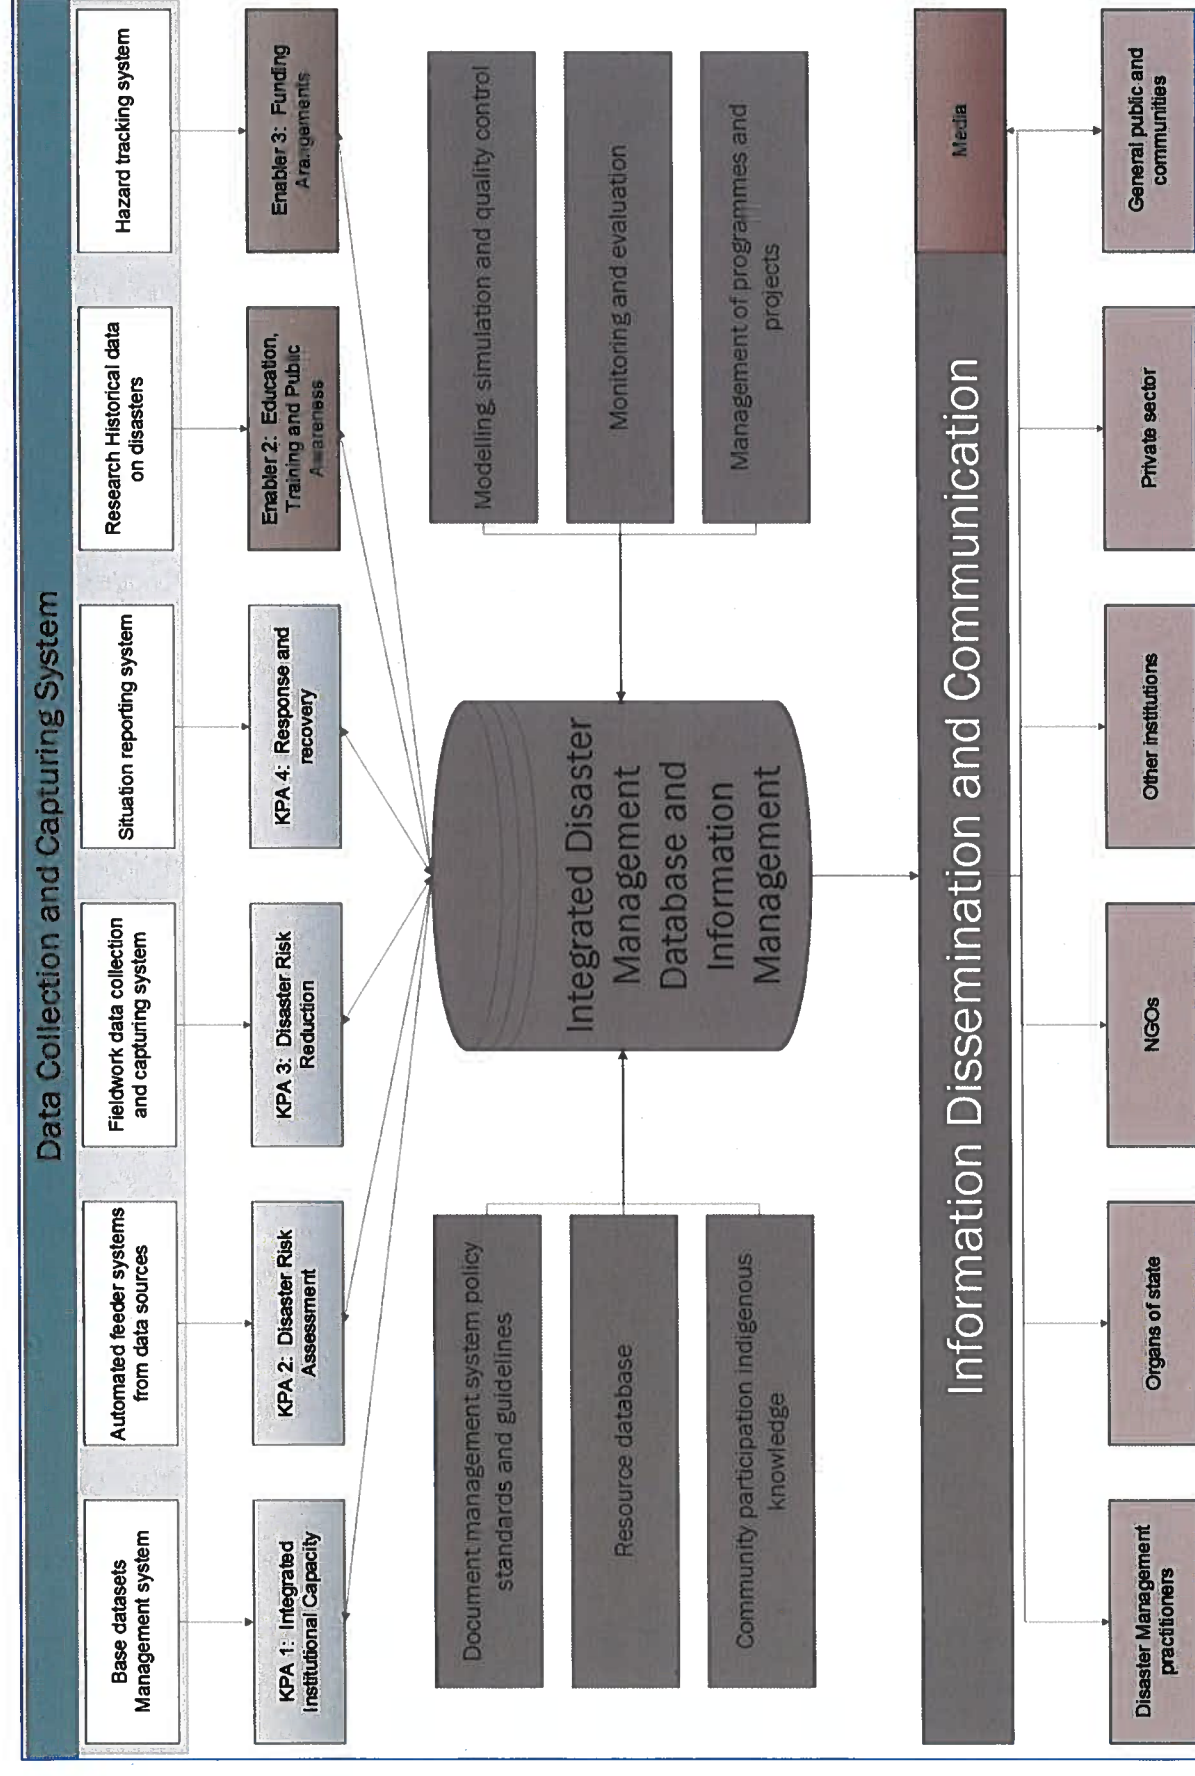 Data Collection and Capturing System
Base datasets
Management system
Automated feeder systems
from data sources
Fieldwork data collection
and capturing system
Situation reporting system
Research Historical data
on disasters
Hazard tracking system
KPA 1: Integrated
Institutional Capacity
KPA 2: Disaster Risk
Assessment
KPA 3: Disaster Risk
Reduction
KPA 4: Response and
recovery
Enabler 2: Education,
Training and Public
Awareness
Enabler 3: Funding
Arangements
Document management system policy
standards and guidelines
Resource database
Community participation indigenous
knowledge
Integrated Disaster
Management
Database and
Information
Management
Modelling, simulation and quality control
Monitoring and evaluation
Management of programmes and
projects
Information Dissemination and Communication
Media
Disaster Management
practitioners
Organs of state
NGOs
Other institutions
Private sector
General public and
communities